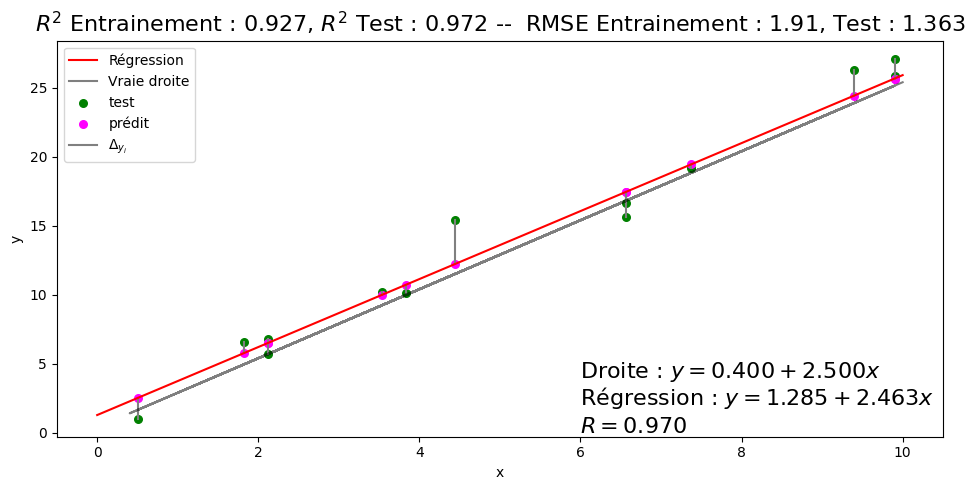 R² Entrainement : 0.927, R² Test : 0.972 -- RMSE Entrainement : 1.91, Test : 1.363
Régression
Vraie droite
test
prédit
Δyᵢ
y
25
20
15
10
5
0
Droite : y = 0.400 + 2.500x
Régression : y = 1.285 + 2.463x
R = 0.970
0 2 4 6 8 10
x